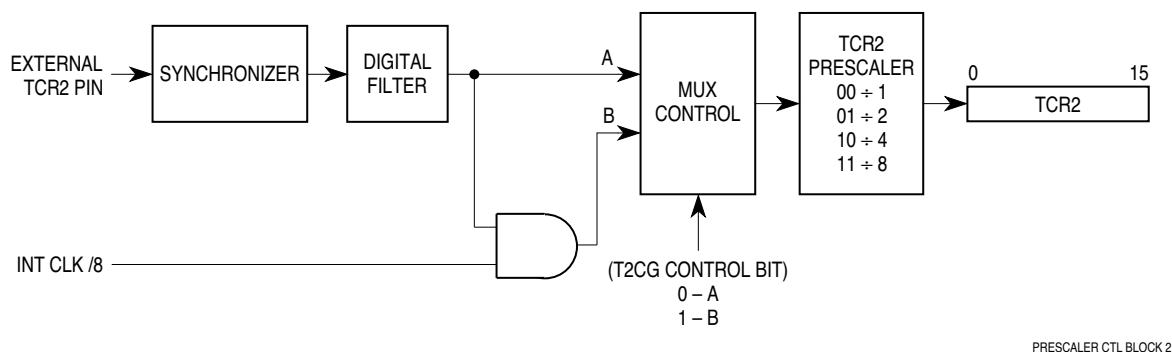 EXTERNAL
TCR2 PIN
SYNCHRONIZER
DIGITAL
FILTER
A
B
MUX
CONTROL
TCR2
PRESCALER
00 ÷ 1
01 ÷ 2
10 ÷ 4
11 ÷ 8
0 15
TCR2
INT CLK /8
(T2CG CONTROL BIT)
0 – A
1 – B
PRESCALER CTL BLOCK 2